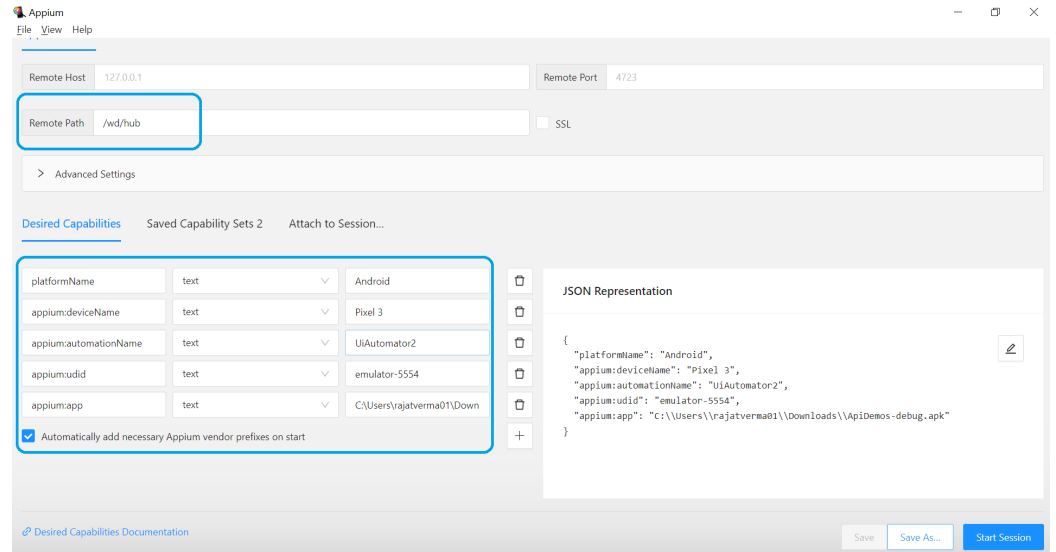 Appium
File View Help
Remote Host 127.0.0.1 Remote Port 4723
Remote Path /wd/hub SSL
Advanced Settings
Desired Capabilities Saved Capability Sets 2 Attach to Session...
platformName text Android
appium:deviceName text Pixel 3
appium:automationName text UiAutomator2
appium:udid text emulator-5554
appium:app text C:\Users\rajatverma01\Down
Automatically add necessary Appium vendor prefixes on start
JSON Representation
{
"platformName": "Android",
"appium:deviceName": "Pixel 3",
"appium:automationName": "UiAutomator2",
"appium:udid": "emulator-5554",
"appium:app": "C:\\Users\\rajatverma01\\Downloads\\ApiDemos-debug.apk"
}
Desired Capabilities Documentation Save Save As... Start Session